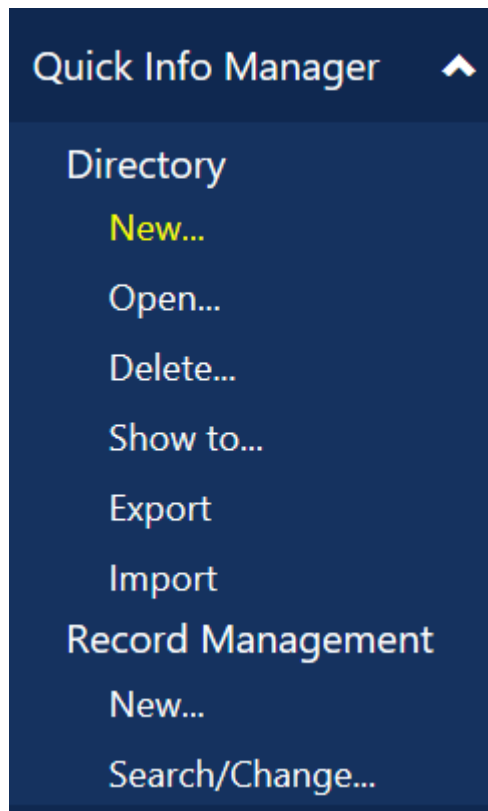 Quick Info Manager
Directory
New...
Open...
Delete...
Show to...
Export
Import
Record Management
New...
Search/Change...